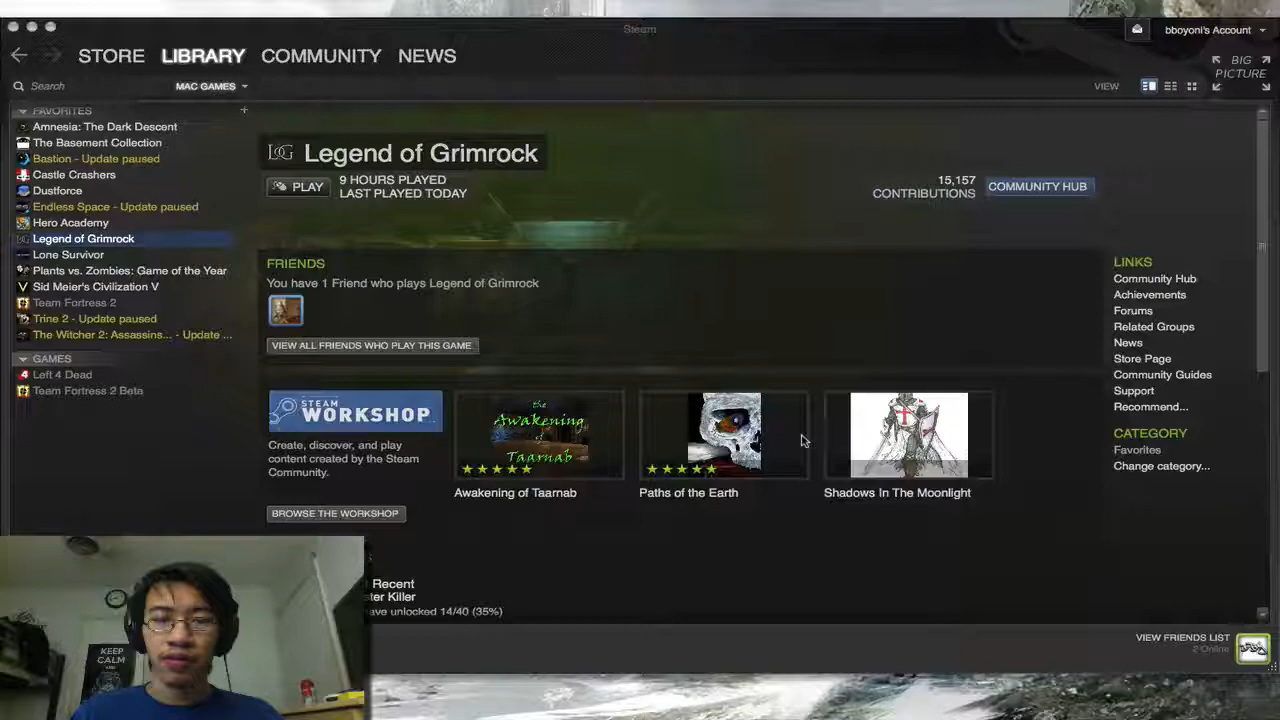 Steam
bboyoni's Account
STORE LIBRARY COMMUNITY NEWS
BIG PICTURE
Search
MAC GAMES
VIEW
FAVORITES +
Amnesia: The Dark Descent
The Basement Collection
Bastion - Update paused
Castle Crashers
Dustforce
Endless Space - Update paused
Hero Academy
Legend of Grimrock
Lone Survivor
Plants vs. Zombies: Game of the Year
Sid Meier's Civilization V
Team Fortress 2
Trine 2 - Update paused
The Witcher 2: Assassins... - Update ...
GAMES
Left 4 Dead
Team Fortress 2 Beta
LOG Legend of Grimrock
PLAY
9 HOURS PLAYED
LAST PLAYED TODAY
15,157
CONTRIBUTIONS
COMMUNITY HUB
FRIENDS
You have 1 Friend who plays Legend of Grimrock
VIEW ALL FRIENDS WHO PLAY THIS GAME
STEAM
WORKSHOP
Create, discover, and play
content created by the Steam
Community.
BROWSE THE WORKSHOP
the
Awakening
of
Taarnab
Awakening of Taarnab
Paths of the Earth
Shadows In The Moonlight
LINKS
Community Hub
Achievements
Forums
Related Groups
News
Store Page
Community Guides
Support
Recommend...
CATEGORY
Favorites
Change category...
Recent
ster Killer
ave unlocked 14/40 (35%)
KEEP
CALM
AND
VIEW FRIENDS LIST
2 Online